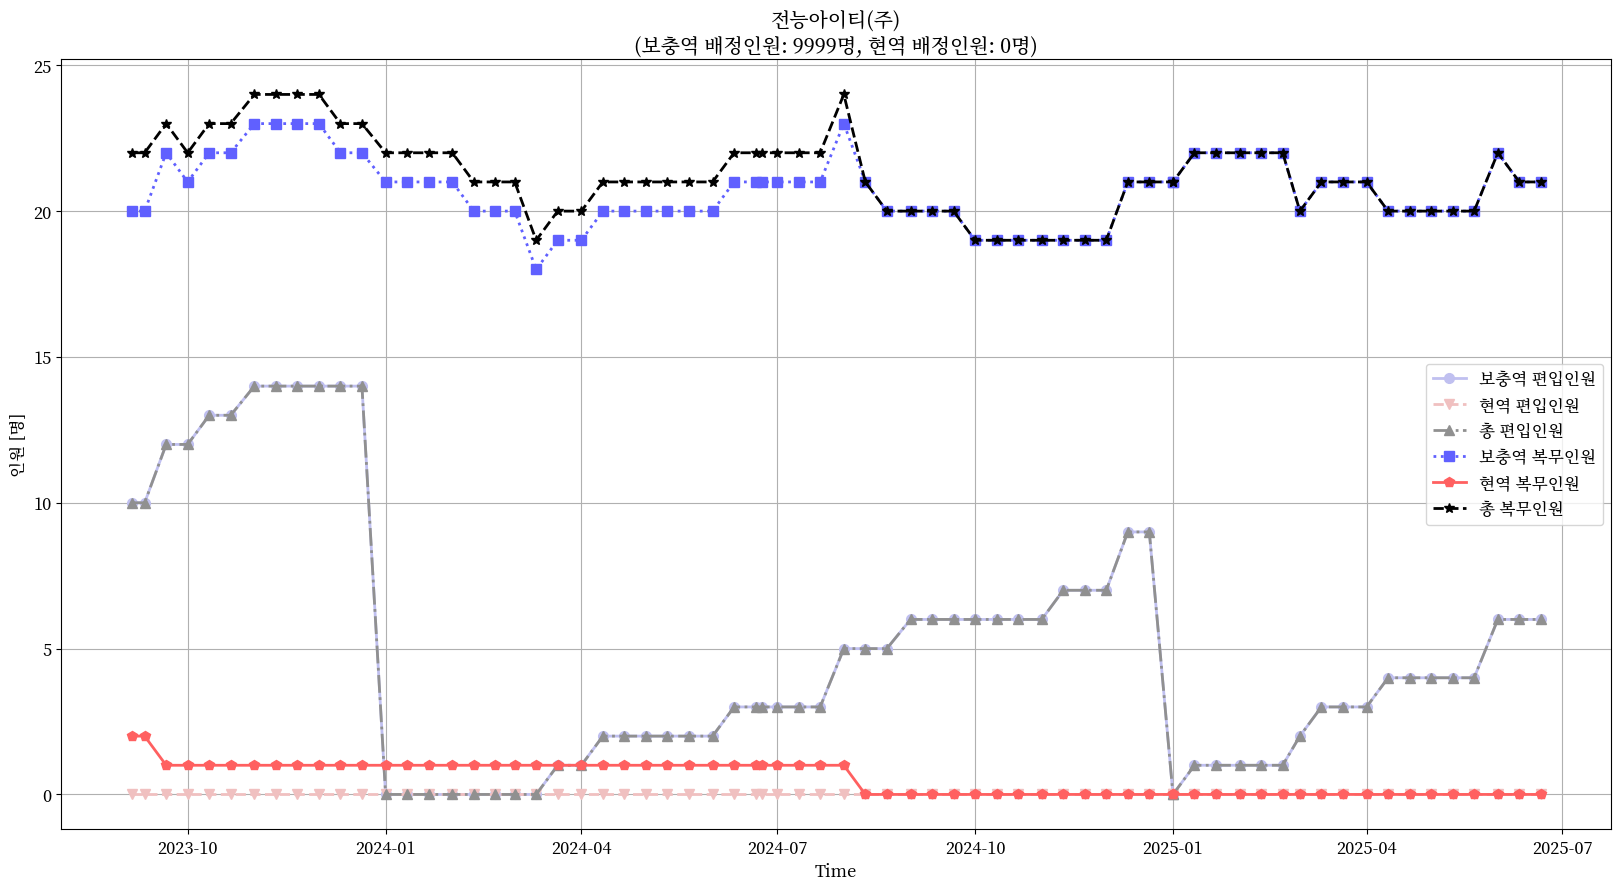 전능아이티(주)
(보충역 배정인원: 9999명, 현역 배정인원: 0명)
25
20
15
10
5
0
인원 [명]
보충역 편입인원
현역 편입인원
총 편입인원
보충역 복무인원
현역 복무인원
총 복무인원
2023-10
2024-01
2024-04
2024-07
2024-10
2025-01
2025-04
2025-07
Time